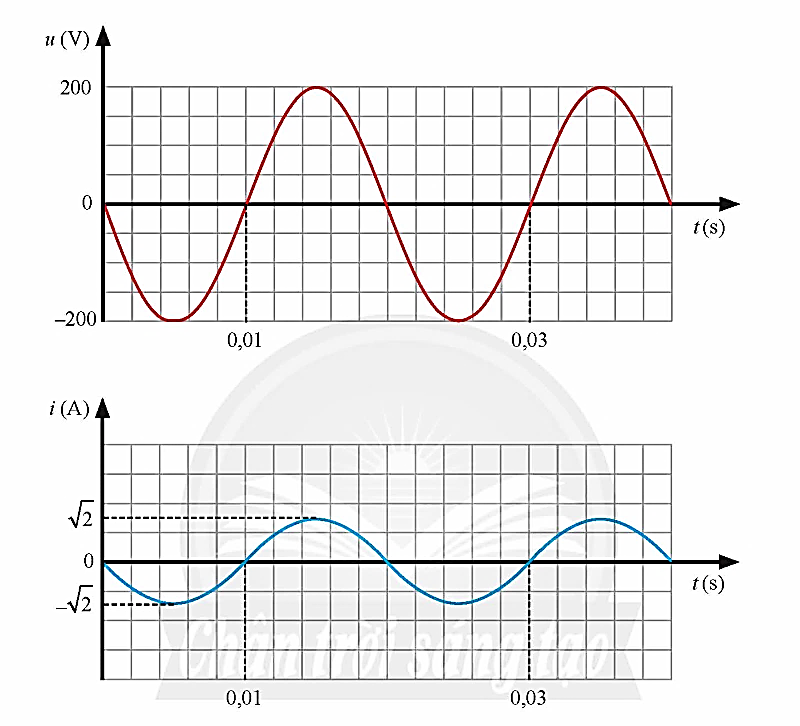 u (V)
200
0
t (s)
–200
0,01
0,03
i (A)
√2
0
t (s)
–√2
Chân trời sáng tạo
0,01
0,03